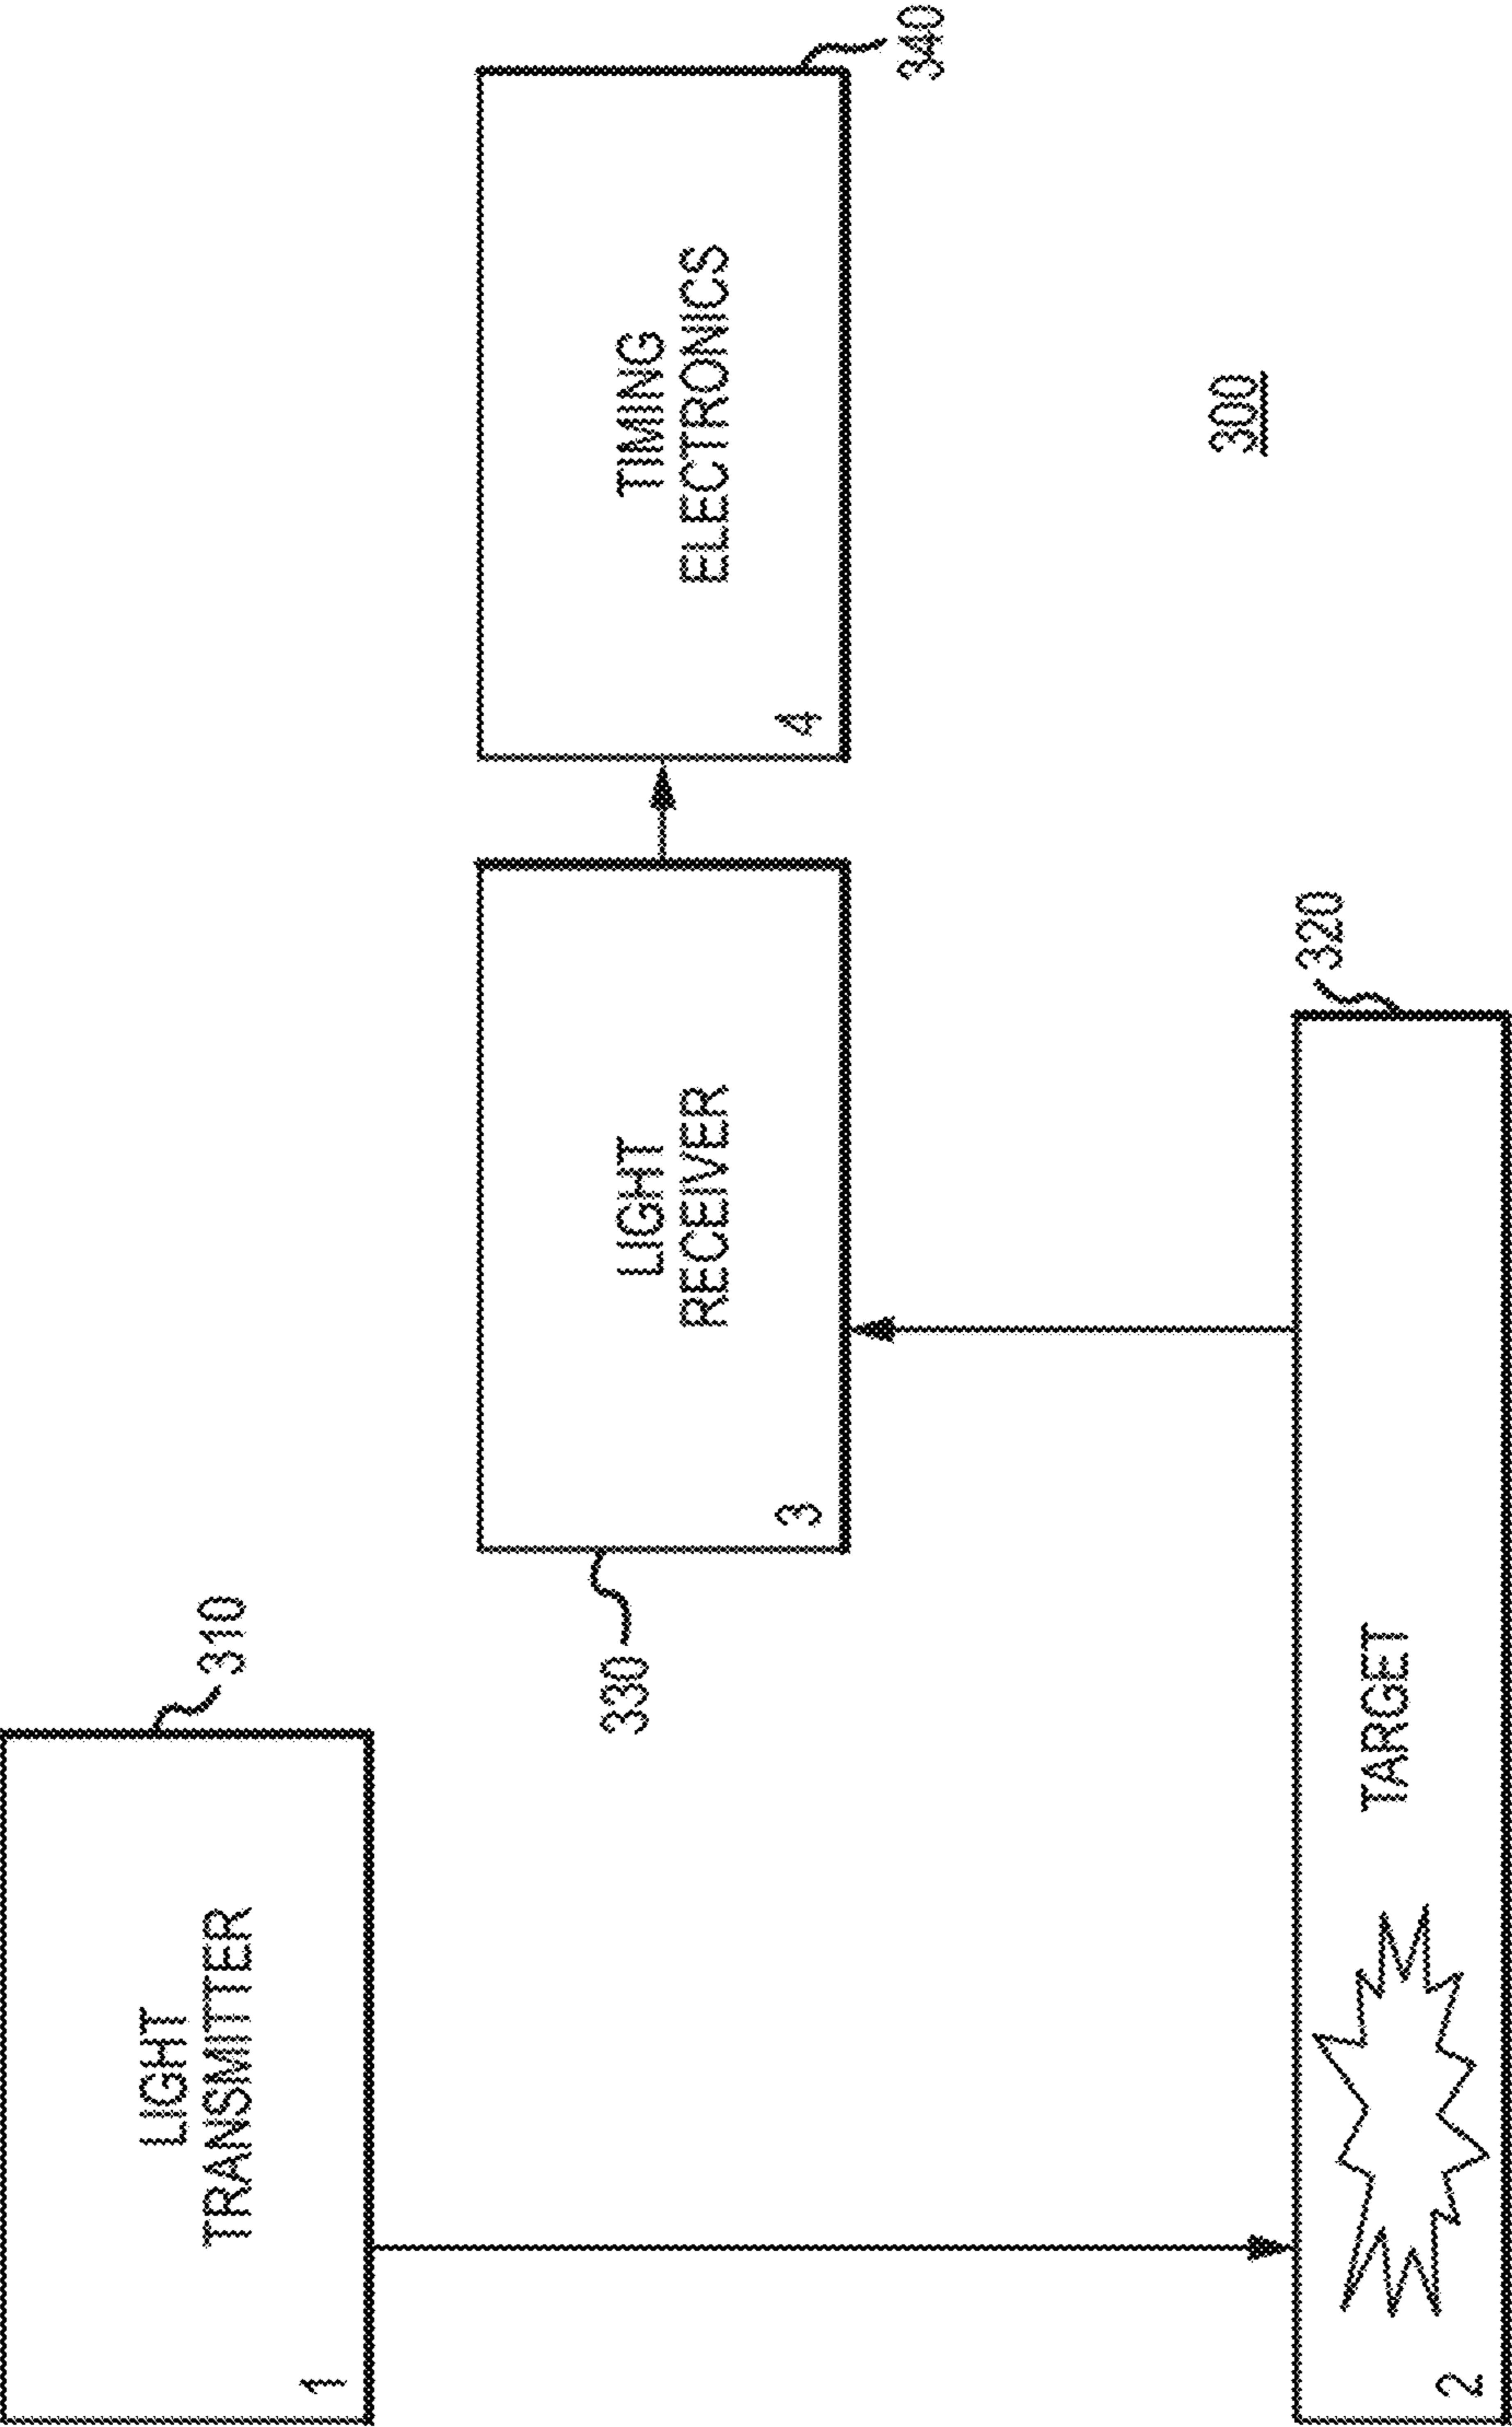 LIGHT
TRANSMITTER
1
310
LIGHT
RECEIVER
3
330
TIMING
ELECTRONICS
4
340
TARGET
2
320
300